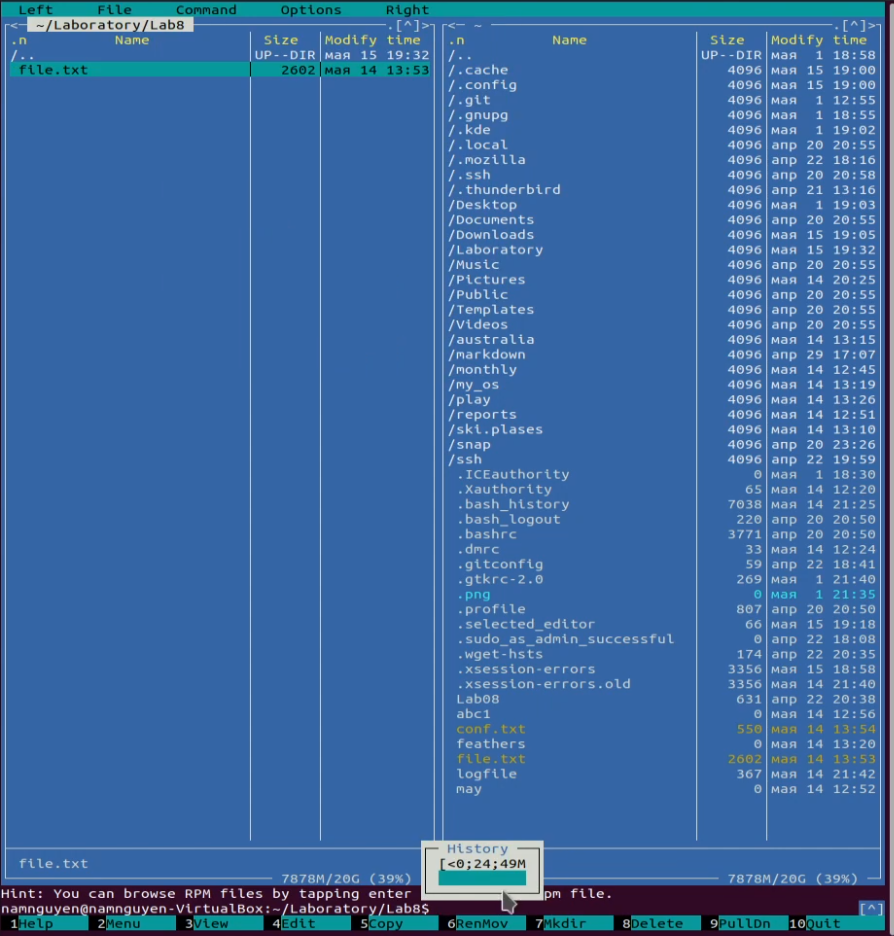 Left File Command Options Right
<─ ~/Laboratory/Lab8 .[^]>
.n Name Size Modify time
/.. UP--DIR мая 15 19:32
file.txt 2602 мая 14 13:53
file.txt
7878M/20G (39%)
<─ ~ .[^]>
.n Name Size Modify time
/.. UP--DIR мая 1 18:58
/.cache 4096 мая 15 19:00
/.config 4096 мая 15 19:00
/.git 4096 мая 1 12:55
/.gnupg 4096 мая 1 18:55
/.kde 4096 мая 1 19:02
/.local 4096 апр 20 20:55
/.mozilla 4096 апр 22 18:16
/.ssh 4096 апр 20 20:58
/.thunderbird 4096 апр 21 13:16
/Desktop 4096 мая 1 19:03
/Documents 4096 апр 20 20:55
/Downloads 4096 мая 15 19:05
/Laboratory 4096 мая 15 19:32
/Music 4096 апр 20 20:55
/Pictures 4096 мая 14 20:25
/Public 4096 апр 20 20:55
/Templates 4096 апр 20 20:55
/Videos 4096 апр 20 20:55
/australia 4096 мая 14 13:15
/markdown 4096 апр 29 17:07
/monthly 4096 мая 14 12:45
/my_os 4096 мая 14 13:19
/play 4096 мая 14 13:26
/reports 4096 мая 14 12:51
/ski.plases 4096 мая 14 13:10
/snap 4096 апр 20 23:26
/ssh 4096 апр 22 19:59
.ICEauthority 0 мая 1 18:30
.Xauthority 65 мая 14 12:20
.bash_history 7038 мая 14 21:25
.bash_logout 220 апр 20 20:50
.bashrc 3771 апр 20 20:50
.dmrc 33 мая 14 12:24
.gitconfig 59 апр 22 18:41
.gtkrc-2.0 269 мая 1 21:40
.png 0 мая 1 21:35
.profile 807 апр 20 20:50
.selected_editor 66 мая 15 19:18
.sudo_as_admin_successful 0 апр 22 18:08
.wget-hsts 174 апр 22 20:35
.xsession-errors 3356 мая 15 18:58
.xsession-errors.old 3356 мая 14 21:40
Lab08 631 апр 22 20:38
abc1 0 мая 14 12:56
conf.txt 550 мая 14 13:54
feathers 0 мая 14 13:20
file.txt 2602 мая 14 13:53
logfile 367 мая 14 21:42
may 0 мая 14 12:52
7878M/20G (39%)
History
[<0;24;49M
Hint: You can browse RPM files by tapping enter pm file.
namnguyen@namnguyen-VirtualBox:~/Laboratory/Lab8$ [^]
1Help 2Menu 3View 4Edit 5Copy 6RenMov 7Mkdir 8Delete 9PullDn 10Quit